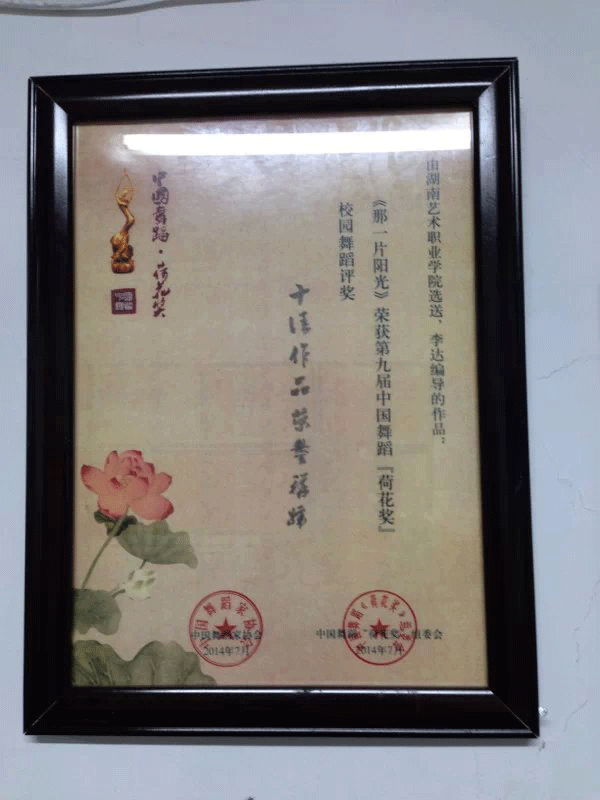 由湖南艺术职业学院选送、李达编导的作品：
《那一片阳光》荣获第九届中国舞蹈『荷花奖』
校园舞蹈评奖
十佳作品荣誉称号
中国舞蹈·荷花奖
中国舞蹈家协会
2014年7月
中国舞蹈“荷花奖”组委会
2014年7月